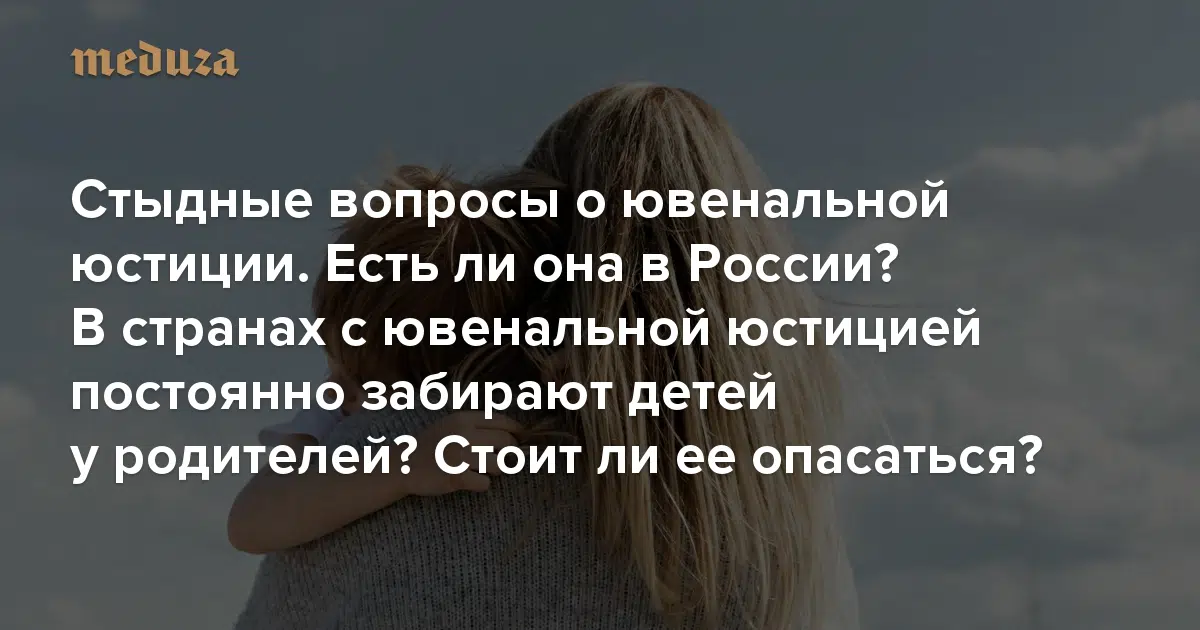 meduza
Стыдные вопросы о ювенальной
юстиции. Есть ли она в России?
В странах с ювенальной юстицией
постоянно забирают детей
у родителей? Стоит ли ее опасаться?